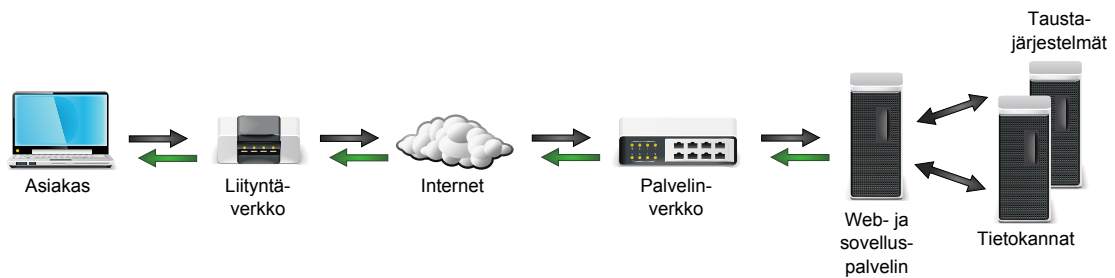 Asiakas
Liityntä-
verkko
Internet
Palvelin-
verkko
Web- ja
sovellus-
palvelin
Tausta-
järjestelmät
Tietokannat